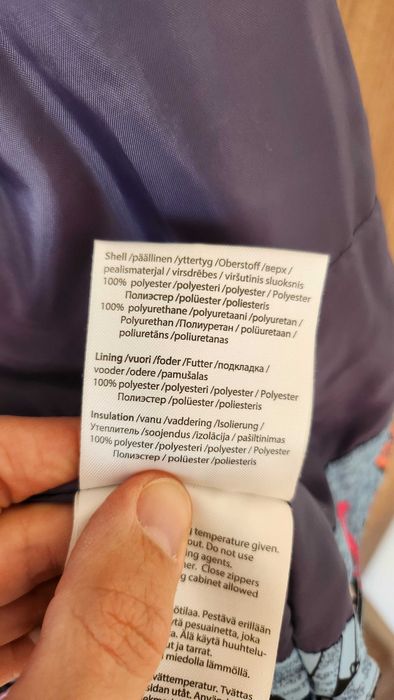 Shell /päällinen /yttertyg /Oberstoff /верх /
pealismaterjal / virsdrēbes / viršutinis sluoksnis
100% polyester /polyesteri /polyester / Polyester
Полиэстер /polüester /poliesteris
100% polyurethane /polyuretaani /polyuretan /
Polyurethan /Полиуретан / polüuretaan /
poliuretāns /poliuretanas
Lining /vuori /foder /Futter /подкладка /
vooder /odere /pamušalas
100% polyester /polyesteri /polyester / Polyester
Полиэстер /polüester /poliesteris
Insulation /vanu /vaddering /Isolierung /
Утеплитель /soojendus /izolācija / pašiltinimas
100% polyester /polyesteri /polyester / Polyester
Полиэстер / polüester /poliesteris
temperature given.
out. Do not use
ing agents.
Close zippers
cabinet allowed
Pestävä erillään
pesuainetta, joka
Älä käytä huuhtelu-
ja tarrat.
miedolla lämmöllä.
Tvättas
utåt. Använd